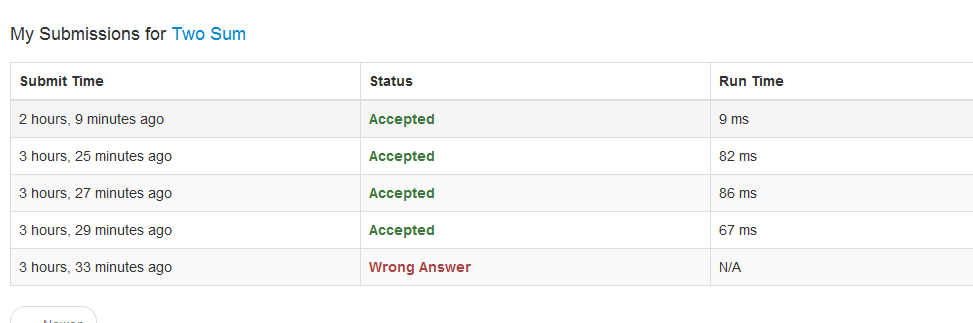 My Submissions for Two Sum
Submit Time Status Run Time
2 hours, 9 minutes ago Accepted 9 ms
3 hours, 25 minutes ago Accepted 82 ms
3 hours, 27 minutes ago Accepted 86 ms
3 hours, 29 minutes ago Accepted 67 ms
3 hours, 33 minutes ago Wrong Answer N/A